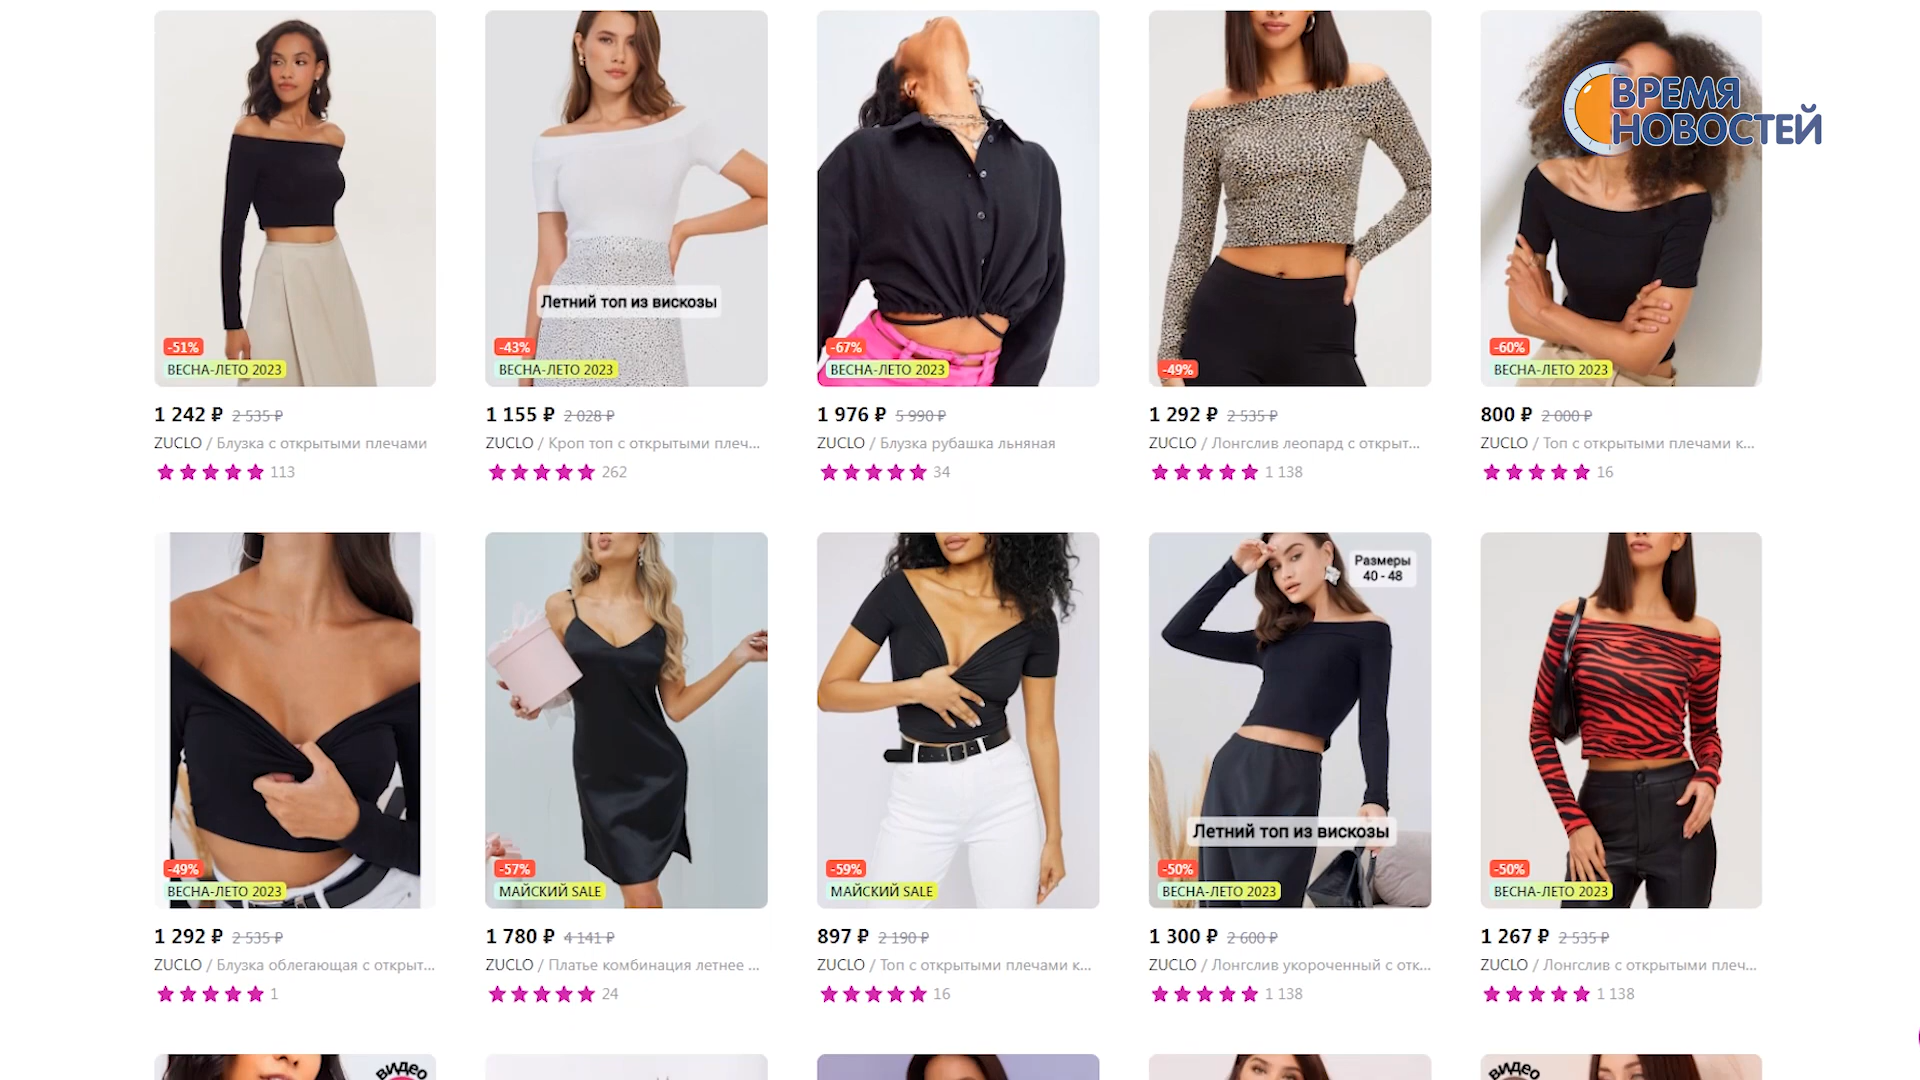 ВРЕМЯ
НОВОСТЕЙ
Летний топ из вискозы
-51%
ВЕСНА-ЛЕТО 2023
-43%
ВЕСНА-ЛЕТО 2023
-67%
ВЕСНА-ЛЕТО 2023
-49%
-60%
ВЕСНА-ЛЕТО 2023
1 242 ₽ 2 535 ₽
ZUCLO / Блузка с открытыми плечами
113
1 155 ₽ 2 028 ₽
ZUCLO / Кроп топ с открытыми плеч...
262
1 976 ₽ 5 990 ₽
ZUCLO / Блузка рубашка льняная
34
1 292 ₽ 2 535 ₽
ZUCLO / Лонгслив леопард с открыт...
1 138
800 ₽ 2 000 ₽
ZUCLO / Топ с открытыми плечами к...
16
Размеры
40 - 48
Летний топ из вискозы
-49%
ВЕСНА-ЛЕТО 2023
-57%
МАЙСКИЙ SALE
-59%
МАЙСКИЙ SALE
-50%
ВЕСНА-ЛЕТО 2023
-50%
ВЕСНА-ЛЕТО 2023
1 292 ₽ 2 535 ₽
ZUCLO / Блузка облегающая с открыт...
1
1 780 ₽ 4 141 ₽
ZUCLO / Платье комбинация летнее ...
24
897 ₽ 2 190 ₽
ZUCLO / Топ с открытыми плечами к...
16
1 300 ₽ 2 600 ₽
ZUCLO / Лонгслив укороченный с отк...
1 138
1 267 ₽ 2 535 ₽
ZUCLO / Лонгслив с открытыми плеч...
1 138
видео
видео